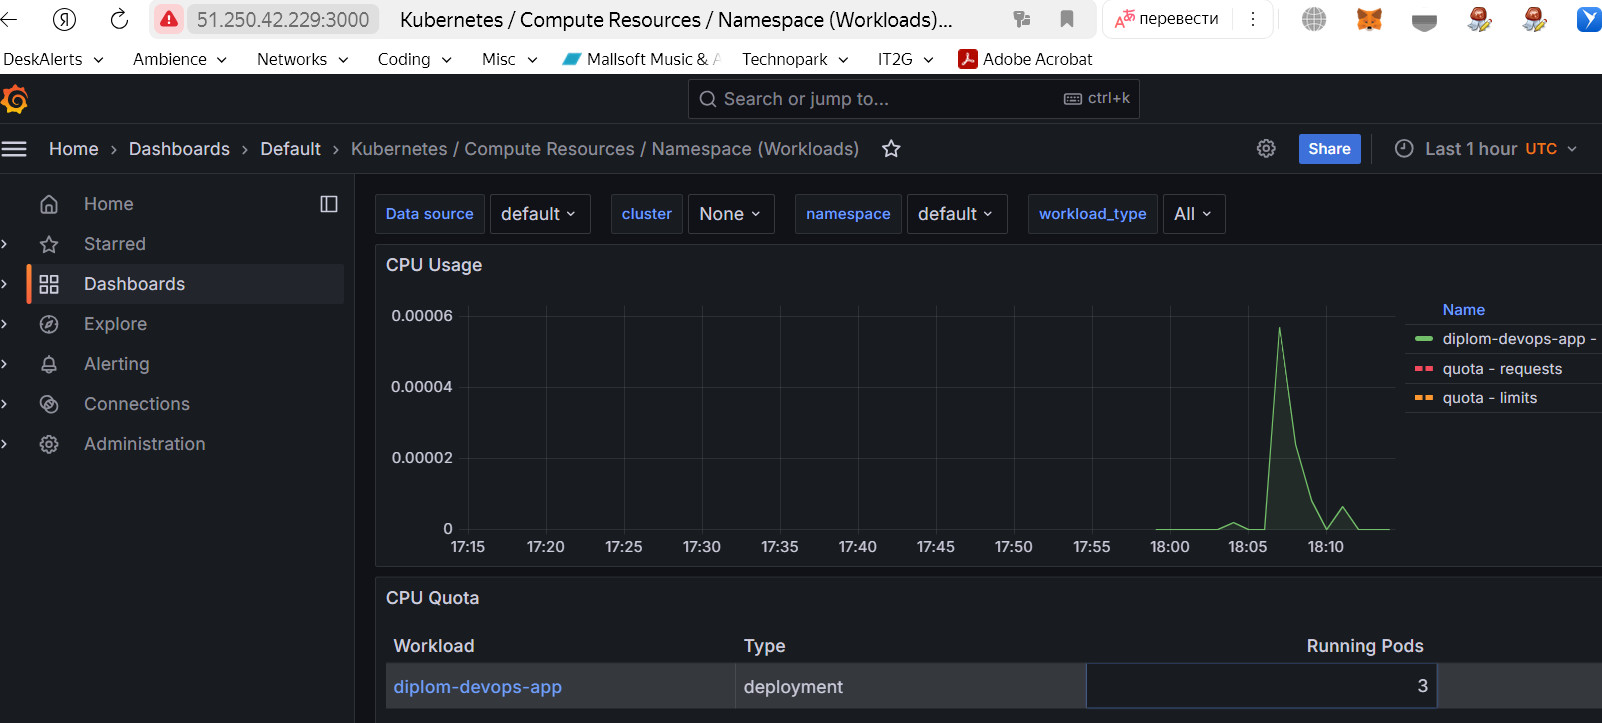 51.250.42.229:3000 Kubernetes / Compute Resources / Namespace (Workloads)... перевести
DeskAlerts Ambience Networks Coding Misc Mallsoft Music & Technopark IT2G Adobe Acrobat
Search or jump to... ctrl+k
Home › Dashboards › Default › Kubernetes / Compute Resources / Namespace (Workloads) Share Last 1 hour UTC
Home
Starred
Dashboards
Explore
Alerting
Connections
Administration
Data source default cluster None namespace default workload_type All
CPU Usage
0.00006
0.00004
0.00002
0
17:15 17:20 17:25 17:30 17:35 17:40 17:45 17:50 17:55 18:00 18:05 18:10
Name
diplom-devops-app -
quota - requests
quota - limits
CPU Quota
Workload Type Running Pods
diplom-devops-app deployment 3